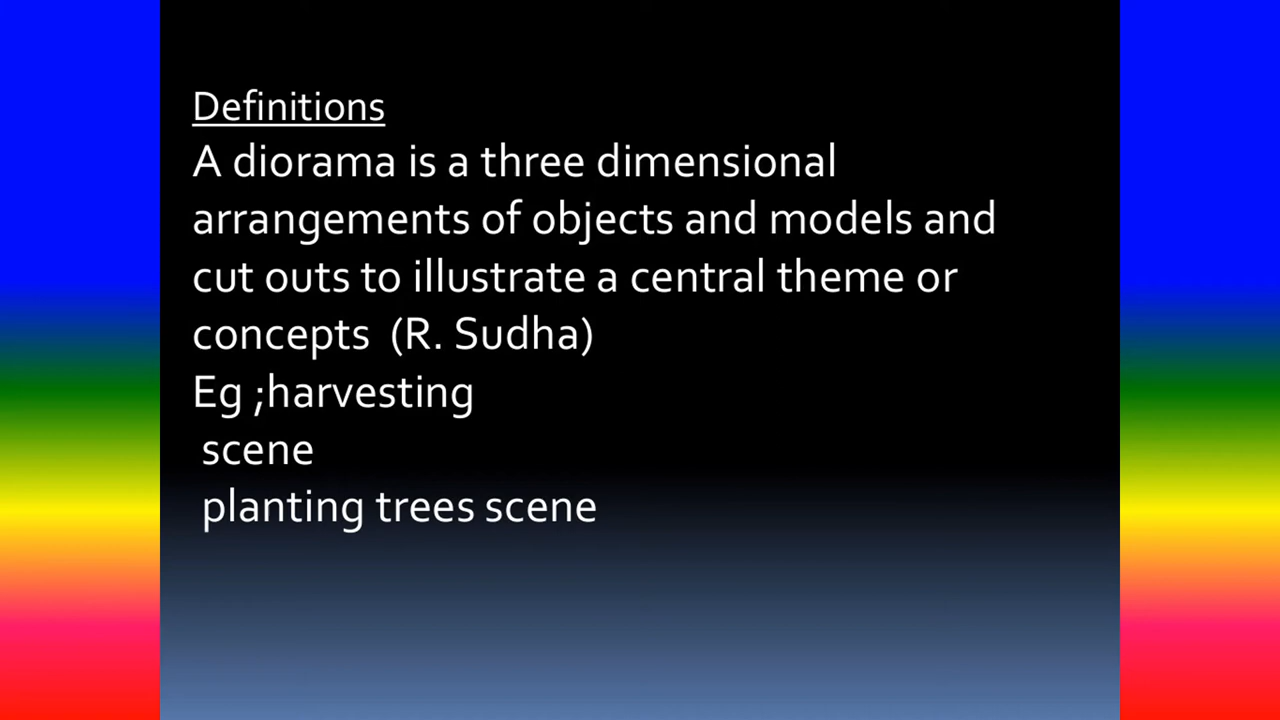 Definitions
A diorama is a three dimensional
arrangements of objects and models and
cut outs to illustrate a central theme or
concepts  (R. Sudha)
Eg ;harvesting
scene
planting trees scene